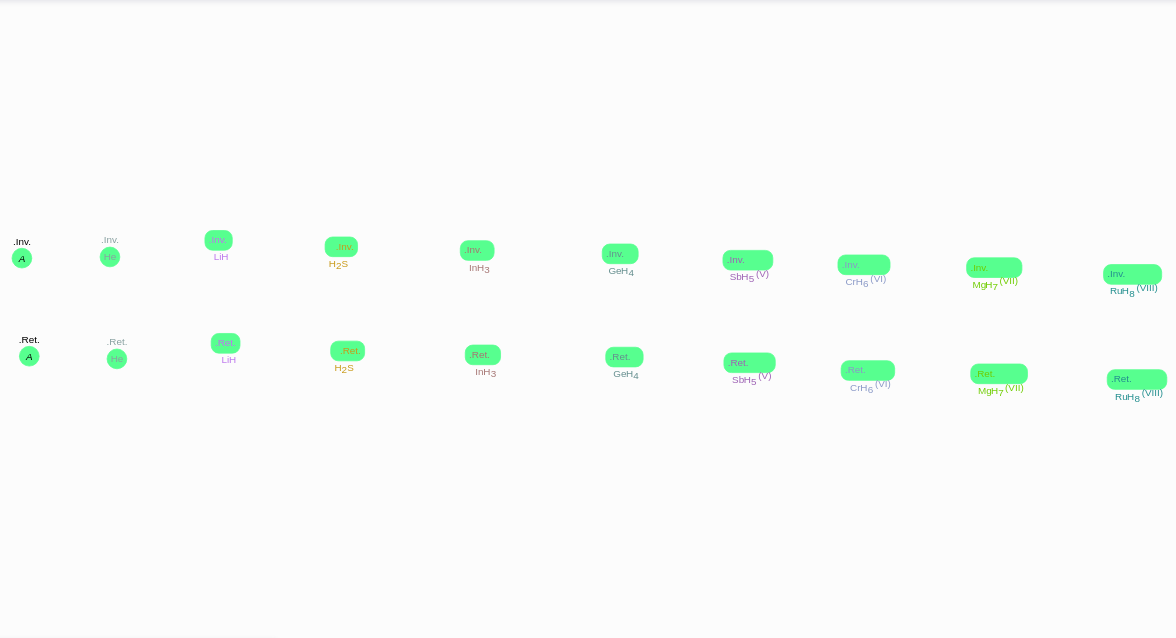 .Inv.
A
.Inv.
He
.Inv.
LiH
.Inv.
H2S
.Inv.
InH3
.Inv.
GeH4
.Inv.
SbH5 (V)
.Inv.
CrH6 (VI)
.Inv.
MgH7 (VII)
.Inv.
RuH8 (VIII)
.Ret.
A
.Ret.
He
.Ret.
LiH
.Ret.
H2S
.Ret.
InH3
.Ret.
GeH4
.Ret.
SbH5 (V)
.Ret.
CrH6 (VI)
.Ret.
MgH7 (VII)
.Ret.
RuH8 (VIII)